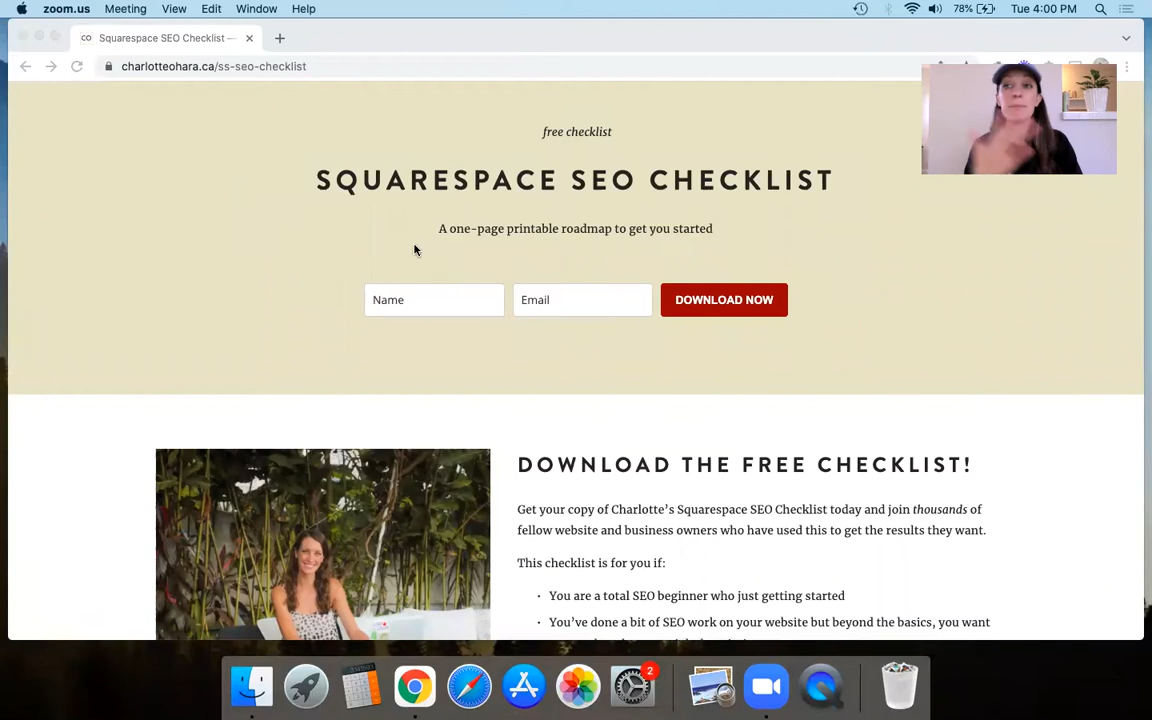 zoom.us Meeting View Edit Window Help 78% Tue 4:00 PM
CO Squarespace SEO Checklist —
charlotteohara.ca/ss-seo-checklist
free checklist
SQUARESPACE SEO CHECKLIST
A one-page printable roadmap to get you started
Name Email DOWNLOAD NOW
DOWNLOAD THE FREE CHECKLIST!
Get your copy of Charlotte's Squarespace SEO Checklist today and join thousands of
fellow website and business owners who have used this to get the results they want.
This checklist is for you if:
• You are a total SEO beginner who just getting started
• You've done a bit of SEO work on your website but beyond the basics, you want
2